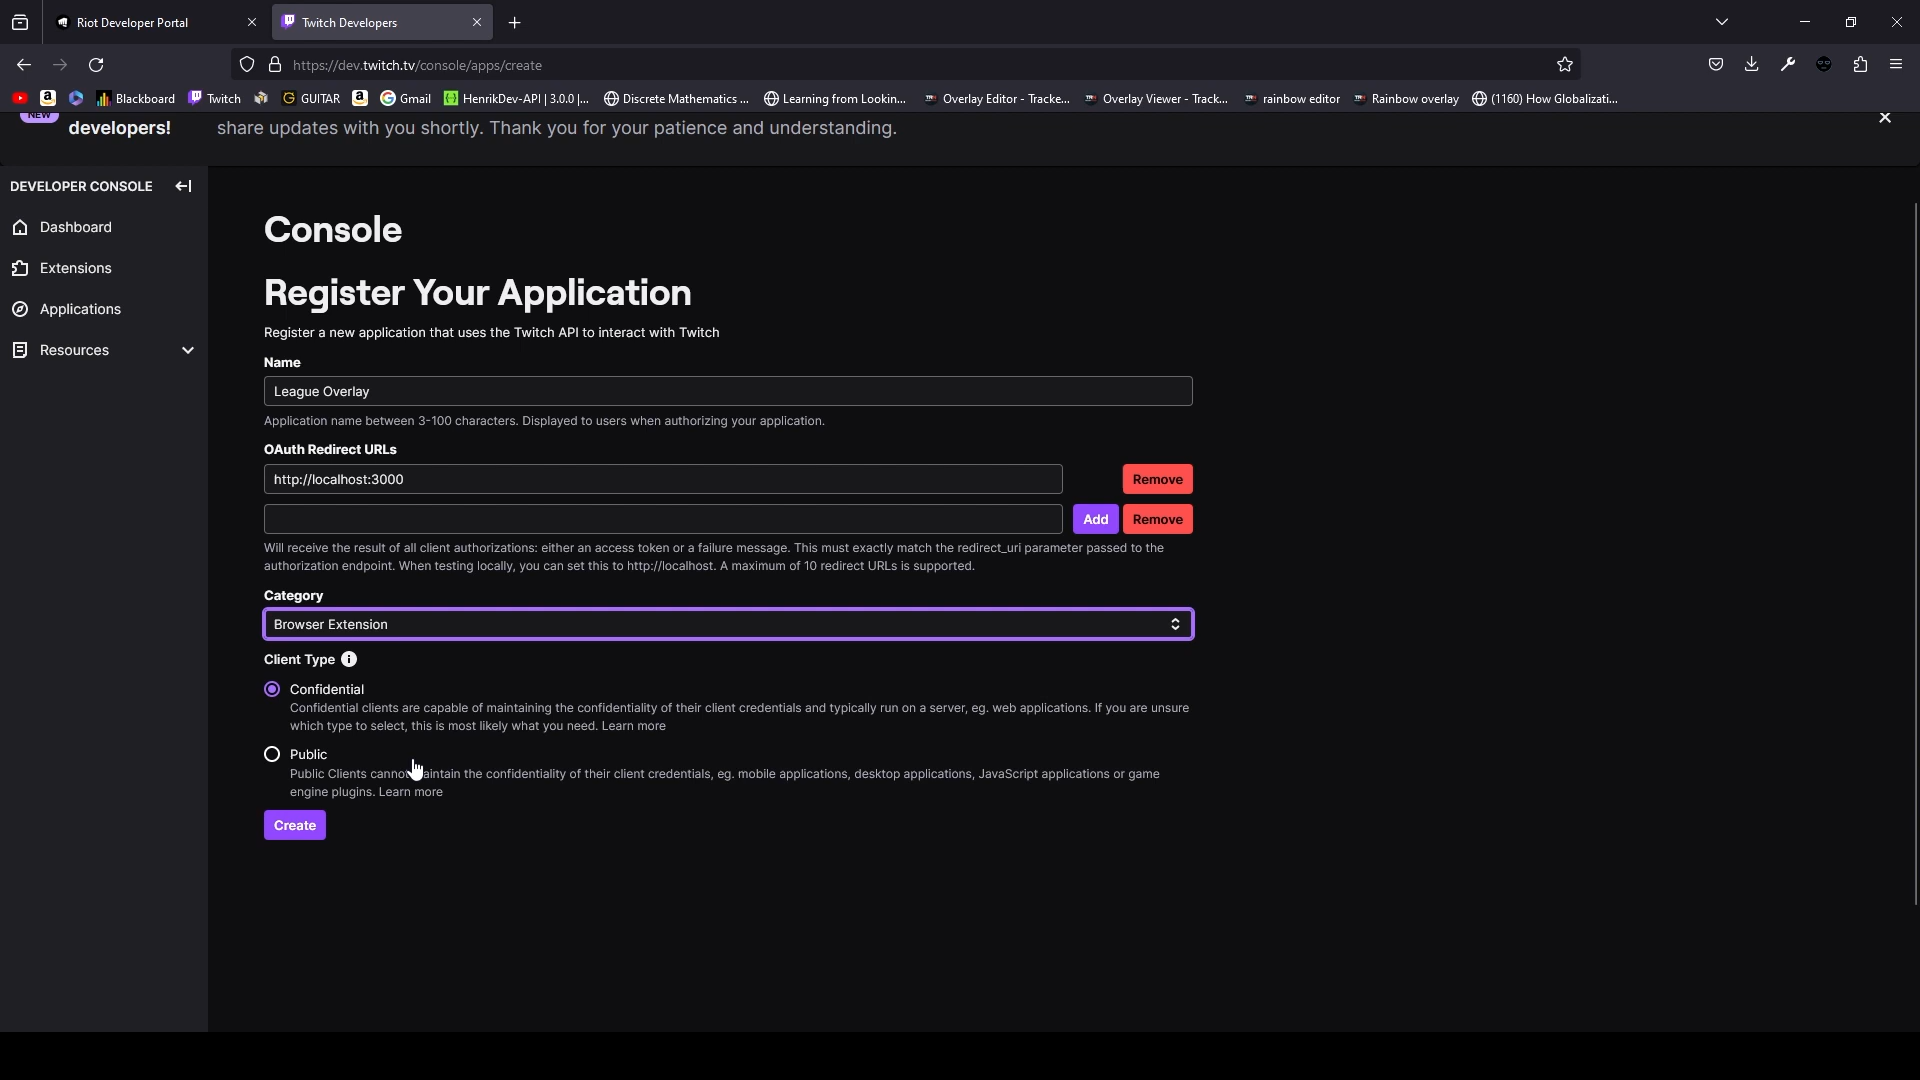 Riot Developer Portal
Twitch Developers
https://dev.twitch.tv/console/apps/create
Blackboard
Twitch
GUITAR
Gmail
HenrikDev-API | 3.0.0 |...
Discrete Mathematics ...
Learning from Lookin...
Overlay Editor - Tracke...
Overlay Viewer - Track...
rainbow editor
Rainbow overlay
(1160) How Globalizati...
NEW
developers!
share updates with you shortly. Thank you for your patience and understanding.
DEVELOPER CONSOLE
Dashboard
Extensions
Applications
Resources
Console
Register Your Application
Register a new application that uses the Twitch API to interact with Twitch
Name
League Overlay
Application name between 3-100 characters. Displayed to users when authorizing your application.
OAuth Redirect URLs
http://localhost:3000
Remove
Add
Remove
Will receive the result of all client authorizations: either an access token or a failure message. This must exactly match the redirect_uri parameter passed to the
authorization endpoint. When testing locally, you can set this to http://localhost. A maximum of 10 redirect URLs is supported.
Category
Browser Extension
Client Type
Confidential
Confidential clients are capable of maintaining the confidentiality of their client credentials and typically run on a server, eg. web applications. If you are unsure
which type to select, this is most likely what you need. Learn more
Public
Public Clients cannot maintain the confidentiality of their client credentials, eg. mobile applications, desktop applications, JavaScript applications or game
engine plugins. Learn more
Create